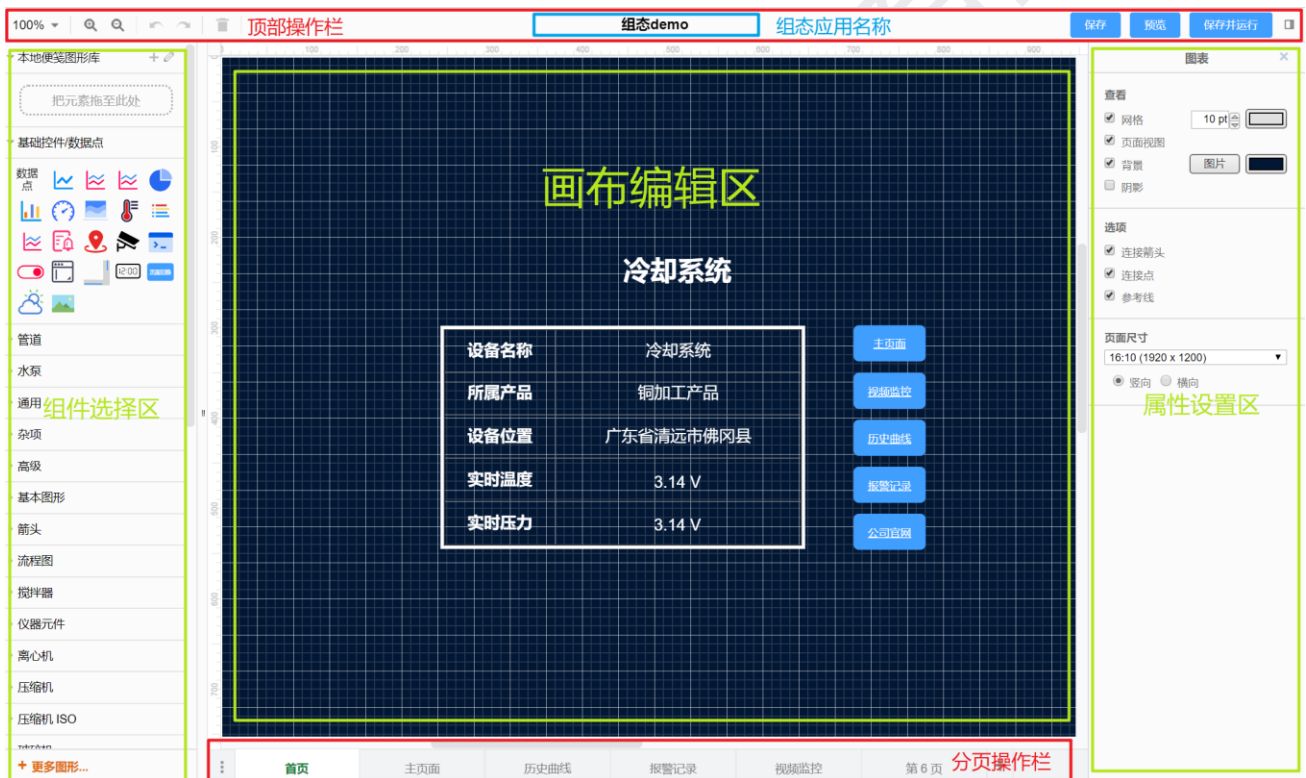 100%
顶部操作栏
组态demo
组态应用名称
保存
预览
保存并运行
本地便笺图形库
把元素拖至此处
基础控件/数据点
数据点
12:00
管道
水泵
通用
组件选择区
杂项
高级
基本图形
箭头
流程图
搅拌器
仪器元件
离心机
压缩机
压缩机 ISO
+ 更多图形...
100 200 300 400 500 600 700 800 900
100
200
300
400
500
600
700
画布编辑区
冷却系统
设备名称 冷却系统
所属产品 铜加工产品
设备位置 广东省清远市佛冈县
实时温度 3.14 V
实时压力 3.14 V
主页面
视频监控
历史曲线
报警记录
公司官网
首页
主页面
历史曲线
报警记录
视频监控
第 6 页
分页操作栏
图表
查看
网格 10 pt
页面视图
背景 图片
阴影
选项
连接箭头
连接点
参考线
页面尺寸
16:10 (1920 x 1200)
竖向 横向
属性设置区